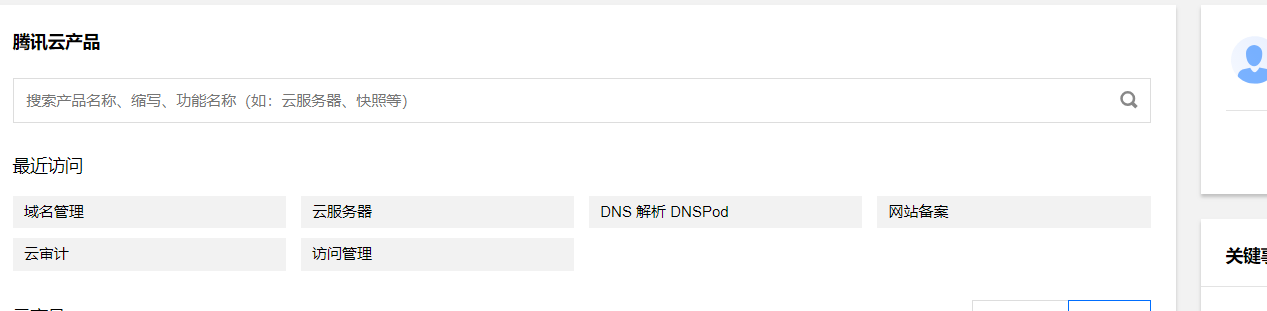 腾讯云产品
搜索产品名称、缩写、功能名称（如：云服务器、快照等）
最近访问
域名管理
云服务器
DNS 解析 DNSPod
网站备案
云审计
访问管理
关键